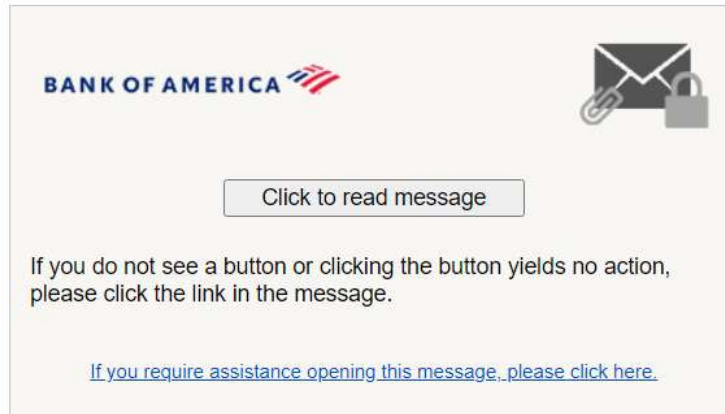 BANK OF AMERICA
Click to read message
If you do not see a button or clicking the button yields no action,
please click the link in the message.
If you require assistance opening this message, please click here.